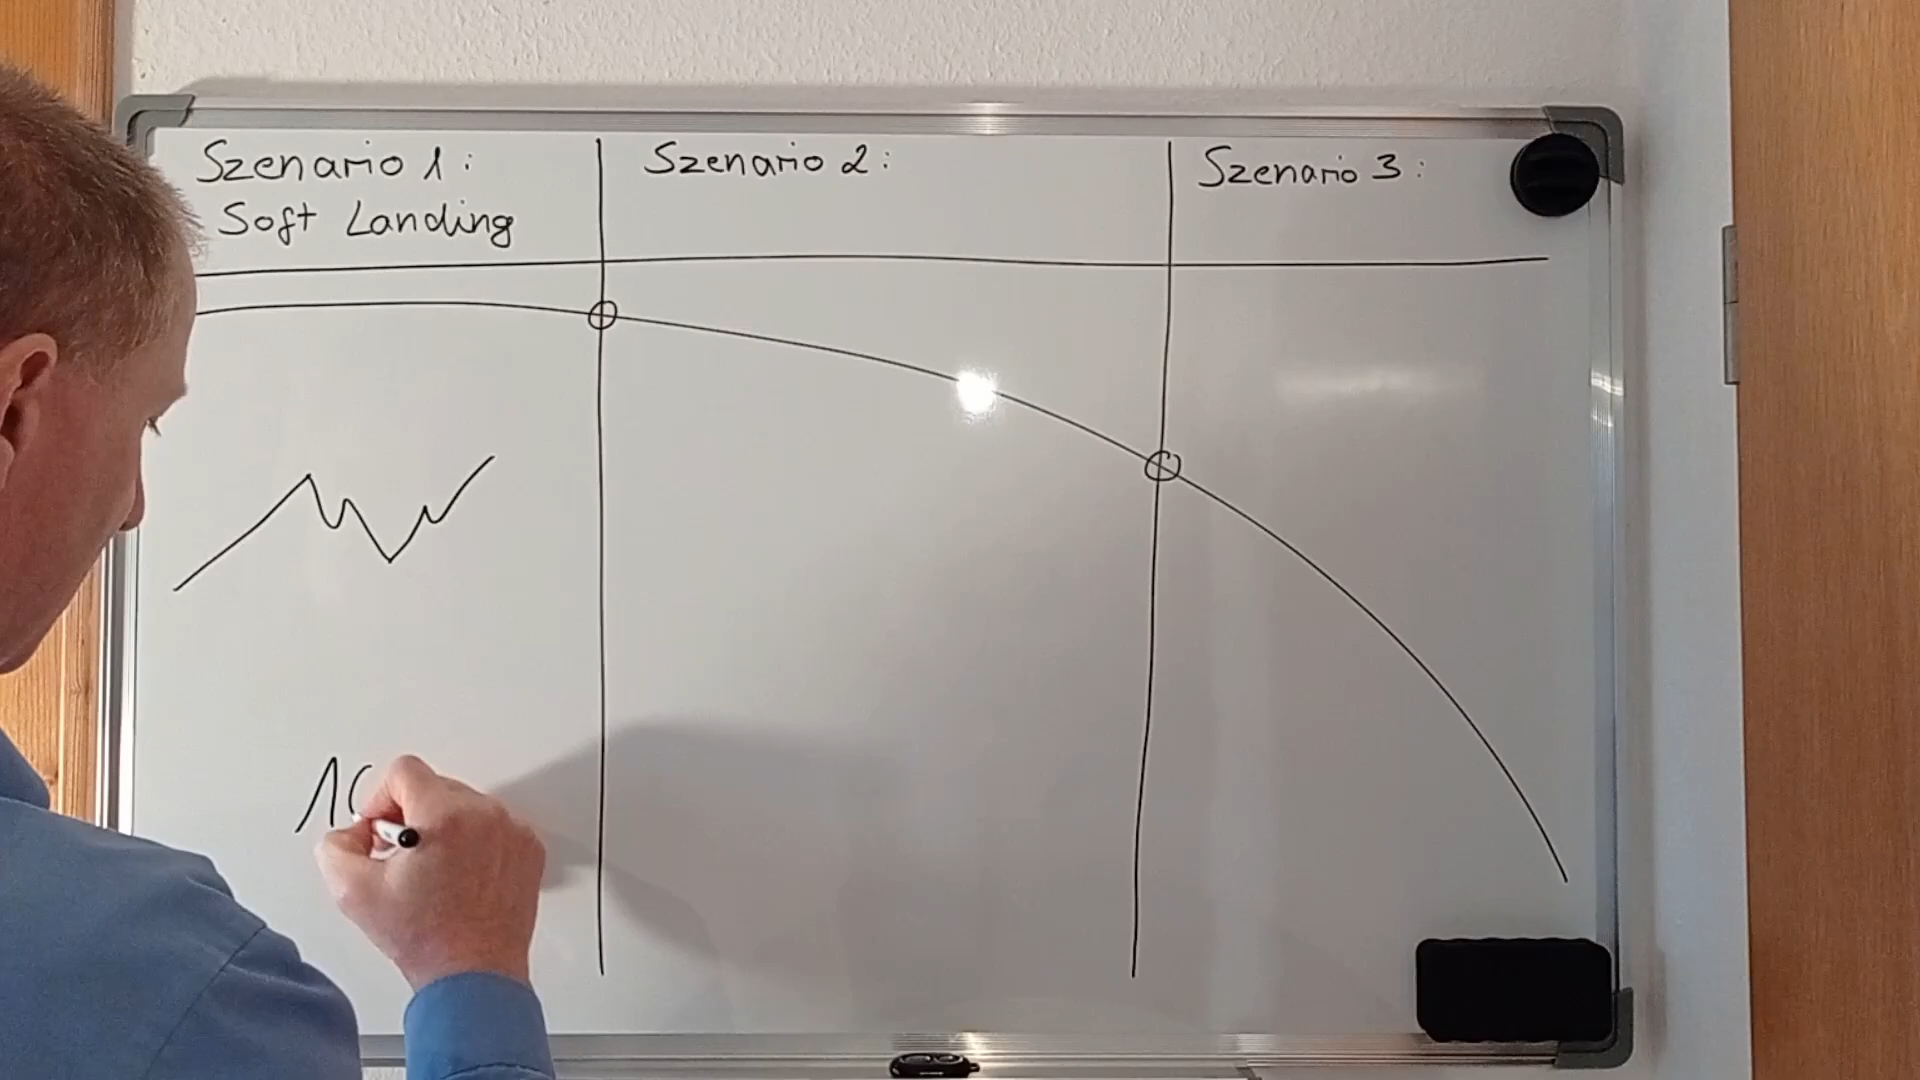 Szenario 1:
Soft Landing
Szenario 2:
Szenario 3: